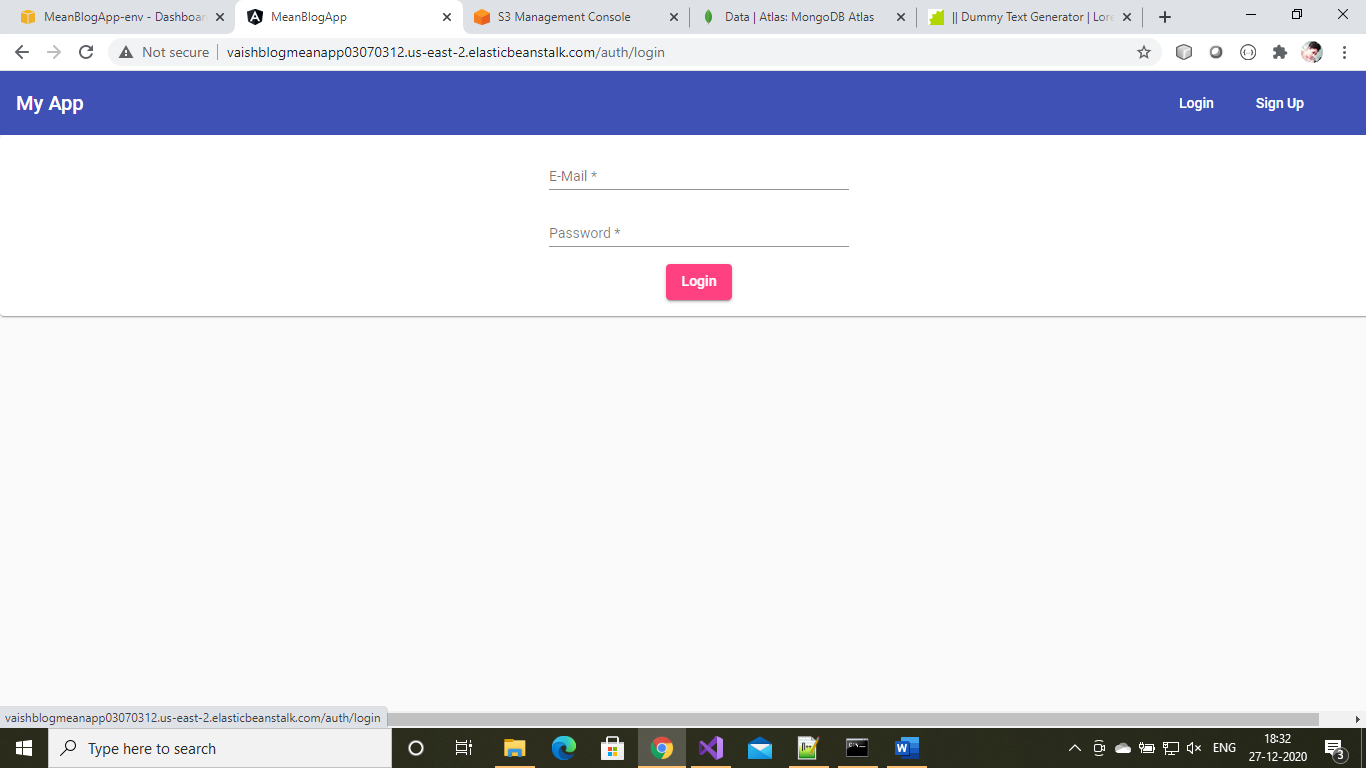 MeanBlogApp-env - Dashboar
MeanBlogApp
S3 Management Console
Data | Atlas: MongoDB Atlas
|| Dummy Text Generator | Lore
Not secure | vaishblogmeanapp03070312.us-east-2.elasticbeanstalk.com/auth/login
My App
Login
Sign Up
E-Mail *
Password *
Login
vaishblogmeanapp03070312.us-east-2.elasticbeanstalk.com/auth/login
Type here to search
ENG
18:32
27-12-2020
3